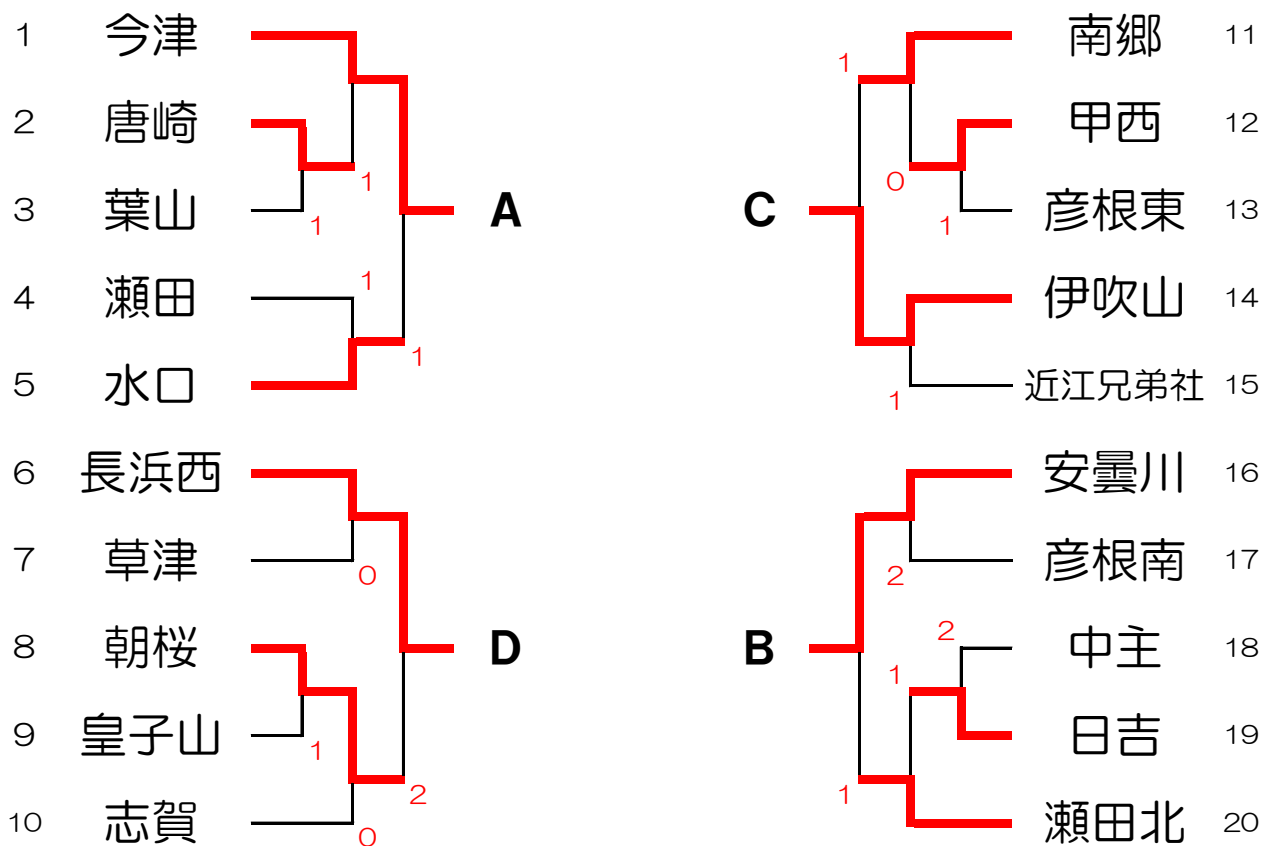 1 今津
2 唐崎
1
3 葉山
1
A
1
4 瀬田
1
5 水口
6 長浜西
7 草津
0
8 朝桜
D
9 皇子山
1
2
10 志賀
0
南郷 11
1
甲西 12
0
C
彦根東 13
1
伊吹山 14
近江兄弟社 15
1
安曇川 16
彦根南 17
2
2
中主 18
B
1
日吉 19
1
瀬田北 20